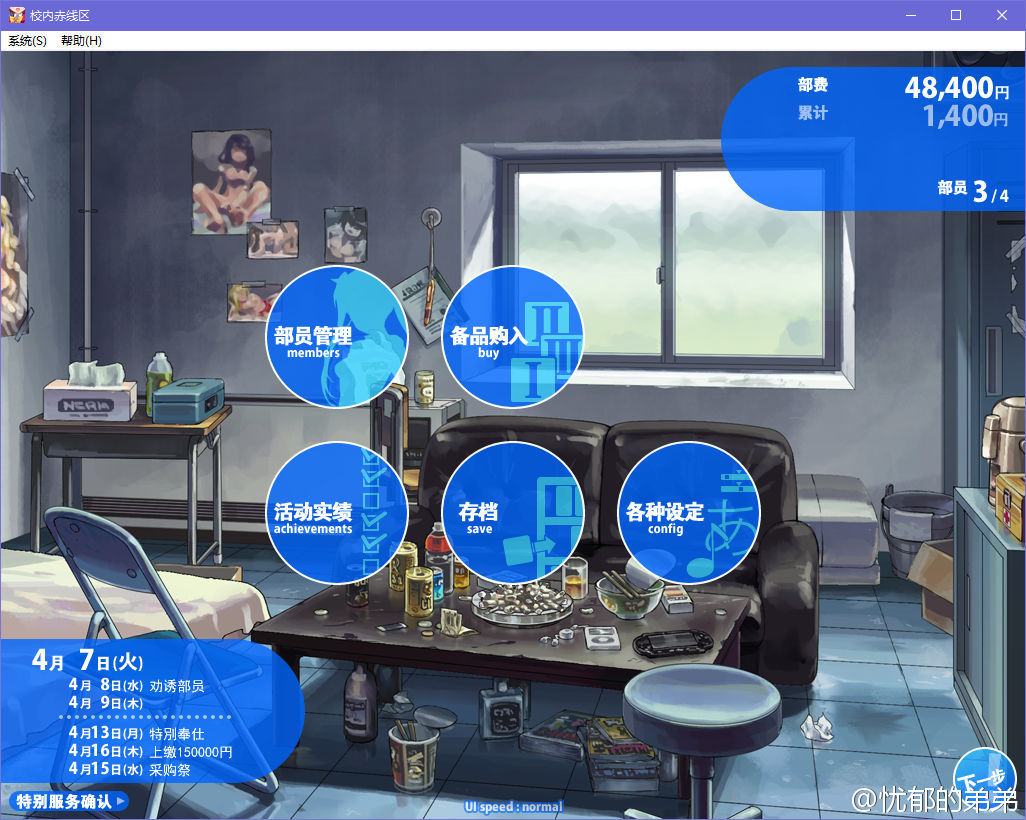 校内赤线区
系统(S) 帮助(H)
部费 48,400円
累计 1,400円
部员 3/4
部员管理
members
备品购入
buy
活动实绩
achievements
存档
save
各种设定
config
4月 7日(火)
4月 8日(水) 劝诱部员
4月 9日(木)
4月13日(月) 特别奉仕
4月16日(木) 上缴150000円
4月15日(水) 采购祭
特别服务确认
UI speed : normal
下一步
@忧郁的弟弟